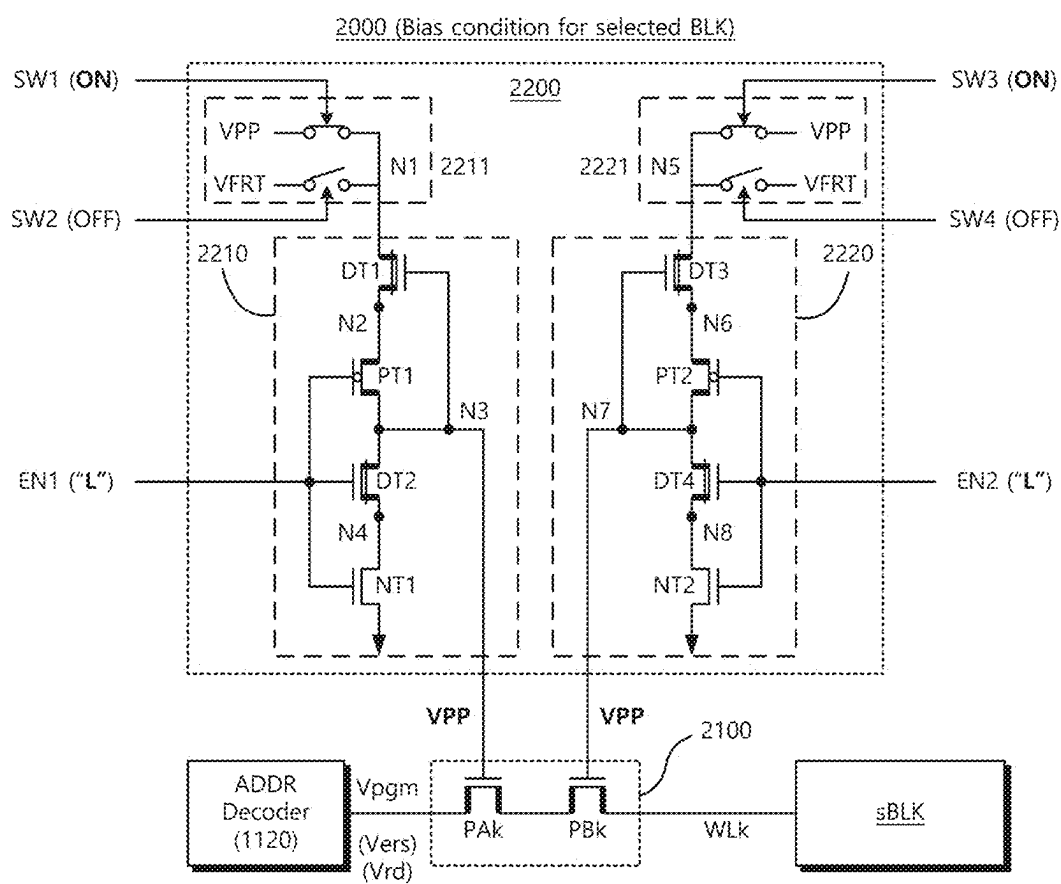 2000 (Bias condition for selected BLK)
SW1 (ON)
2200
SW3 (ON)
VPP
VPP
N1
2211
2221
N5
VFRT
VFRT
SW2 (OFF)
SW4 (OFF)
2210
2220
DT1
DT3
N2
N6
PT1
PT2
N3
N7
EN1 ("L")
DT2
DT4
EN2 ("L")
N4
N8
NT1
NT2
VPP
VPP
2100
ADDR
Decoder
(1120)
Vpgm
(Vers)
(Vrd)
PAk
PBk
WLk
sBLK